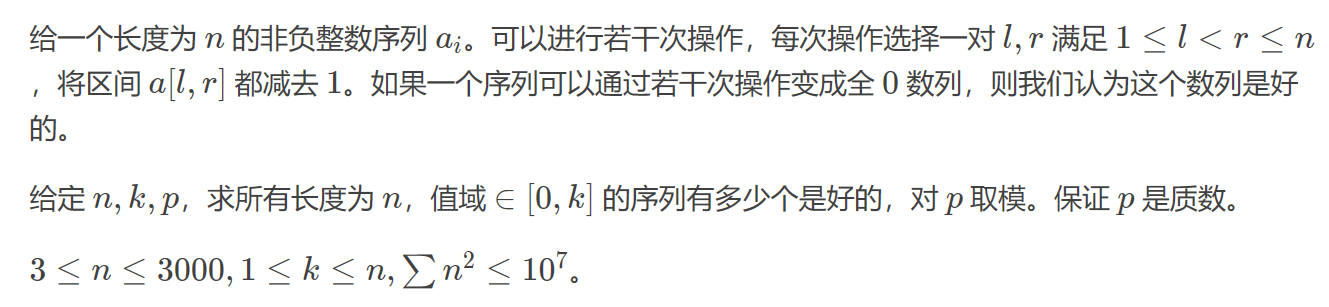 给一个长度为 n 的非负整数序列 a_i。可以进行若干次操作，每次操作选择一对 l, r 满足 1 ≤ l < r ≤ n
，将区间 a[l, r] 都减去 1。如果一个序列可以通过若干次操作变成全 0 数列，则我们认为这个数列是好
的。
给定 n, k, p，求所有长度为 n，值域 ∈ [0, k] 的序列有多少个是好的，对 p 取模。保证 p 是质数。
3 ≤ n ≤ 3000, 1 ≤ k ≤ n, ∑ n² ≤ 10⁷。